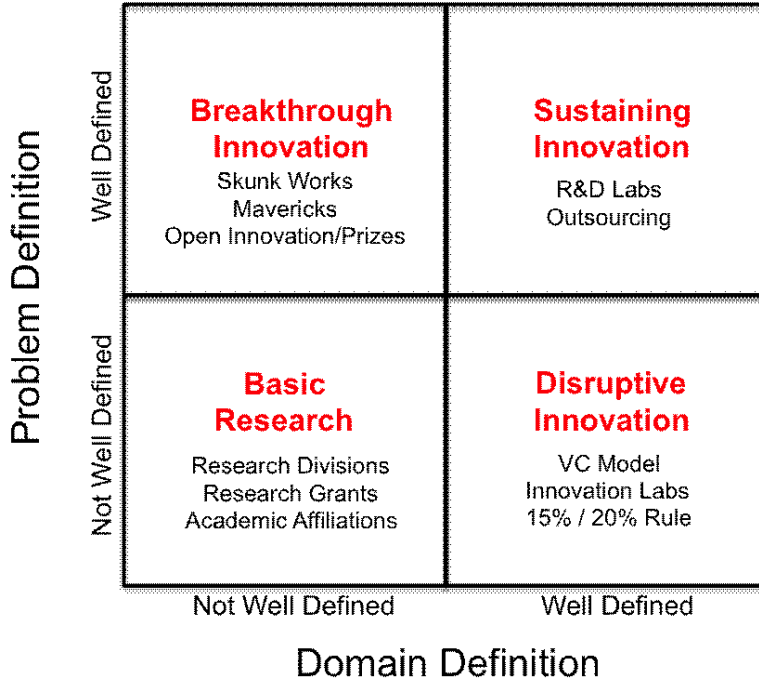 Problem Definition
Well Defined
Breakthrough
Innovation
Skunk Works
Mavericks
Open Innovation/Prizes
Sustaining
Innovation
R&D Labs
Outsourcing
Not Well Defined
Basic
Research
Research Divisions
Research Grants
Academic Affiliations
Disruptive
Innovation
VC Model
Innovation Labs
15% / 20% Rule
Not Well Defined
Well Defined
Domain Definition